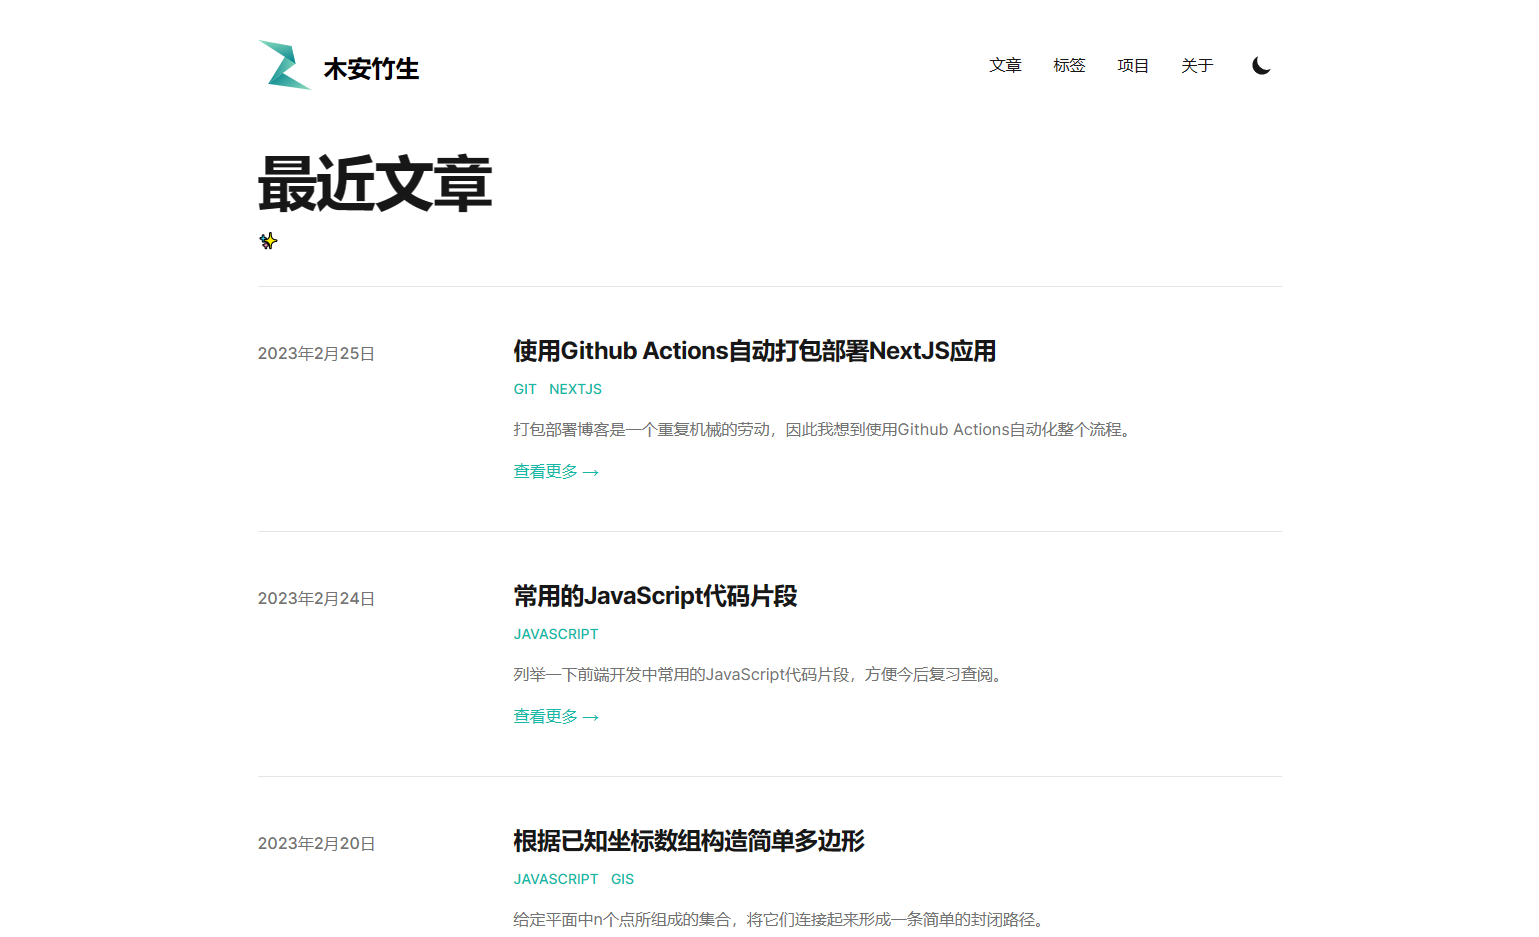 木安竹生
文章 标签 项目 关于
最近文章
✨
2023年2月25日
使用Github Actions自动打包部署NextJS应用
GIT NEXTJS
打包部署博客是一个重复机械的劳动，因此我想到使用Github Actions自动化整个流程。
查看更多 →
2023年2月24日
常用的JavaScript代码片段
JAVASCRIPT
列举一下前端开发中常用的JavaScript代码片段，方便今后复习查阅。
查看更多 →
2023年2月20日
根据已知坐标数组构造简单多边形
JAVASCRIPT GIS
给定平面中n个点所组成的集合，将它们连接起来形成一条简单的封闭路径。